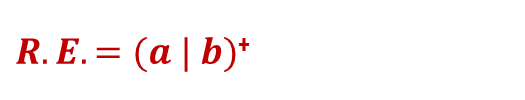 R. E. = (a | b)⁺